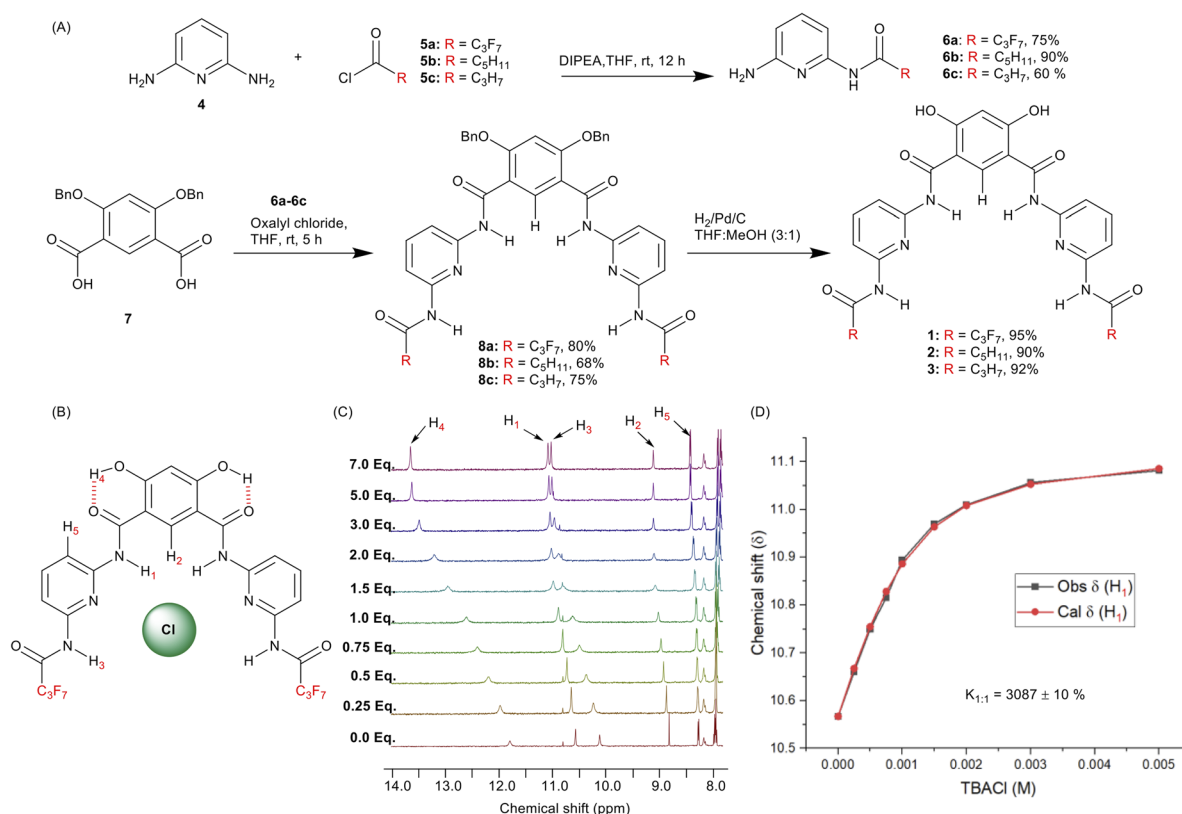 (A)
NH2
N
NH2
4
+
O
Cl
R
5a: R = C3F7
5b: R = C5H11
5c: R = C3H7
DIPEA,THF, rt, 12 h
NH2
N
N
H
O
R
6a: R = C3F7, 75%
6b: R = C5H11, 90%
6c: R = C3H7, 60 %
BnO
OBn
O
O
OH
OH
7
6a-6c
Oxalyl chloride,
THF, rt, 5 h
BnO
OBn
O
O
H
N
H
H
N
N
N
O
N
H
H
N
O
R
R
8a: R = C3F7, 80%
8b: R = C5H11, 68%
8c: R = C3H7, 75%
H2/Pd/C
THF:MeOH (3:1)
HO
OH
O
O
H
N
H
H
N
N
N
O
N
H
H
N
O
R
R
1: R = C3F7, 95%
2: R = C5H11, 90%
3: R = C3H7, 92%
(B)
H4
O
O
H
O
O
H5
H2
N
H1
H
N
N
N
Cl
O
N
H3
H
N
O
C3F7
C3F7
(C)
H4
H1
H3
H2
H5
7.0 Eq.
5.0 Eq.
3.0 Eq.
2.0 Eq.
1.5 Eq.
1.0 Eq.
0.75 Eq.
0.5 Eq.
0.25 Eq.
0.0 Eq.
14.0 13.0 12.0 11.0 10.0 9.0 8.0
Chemical shift (ppm)
(D)
Chemical shift (δ)
11.1
11.0
10.9
10.8
10.7
10.6
10.5
Obs δ (H1)
Cal δ (H1)
K1:1 = 3087 ± 10 %
0.000 0.001 0.002 0.003 0.004 0.005
TBACl (M)